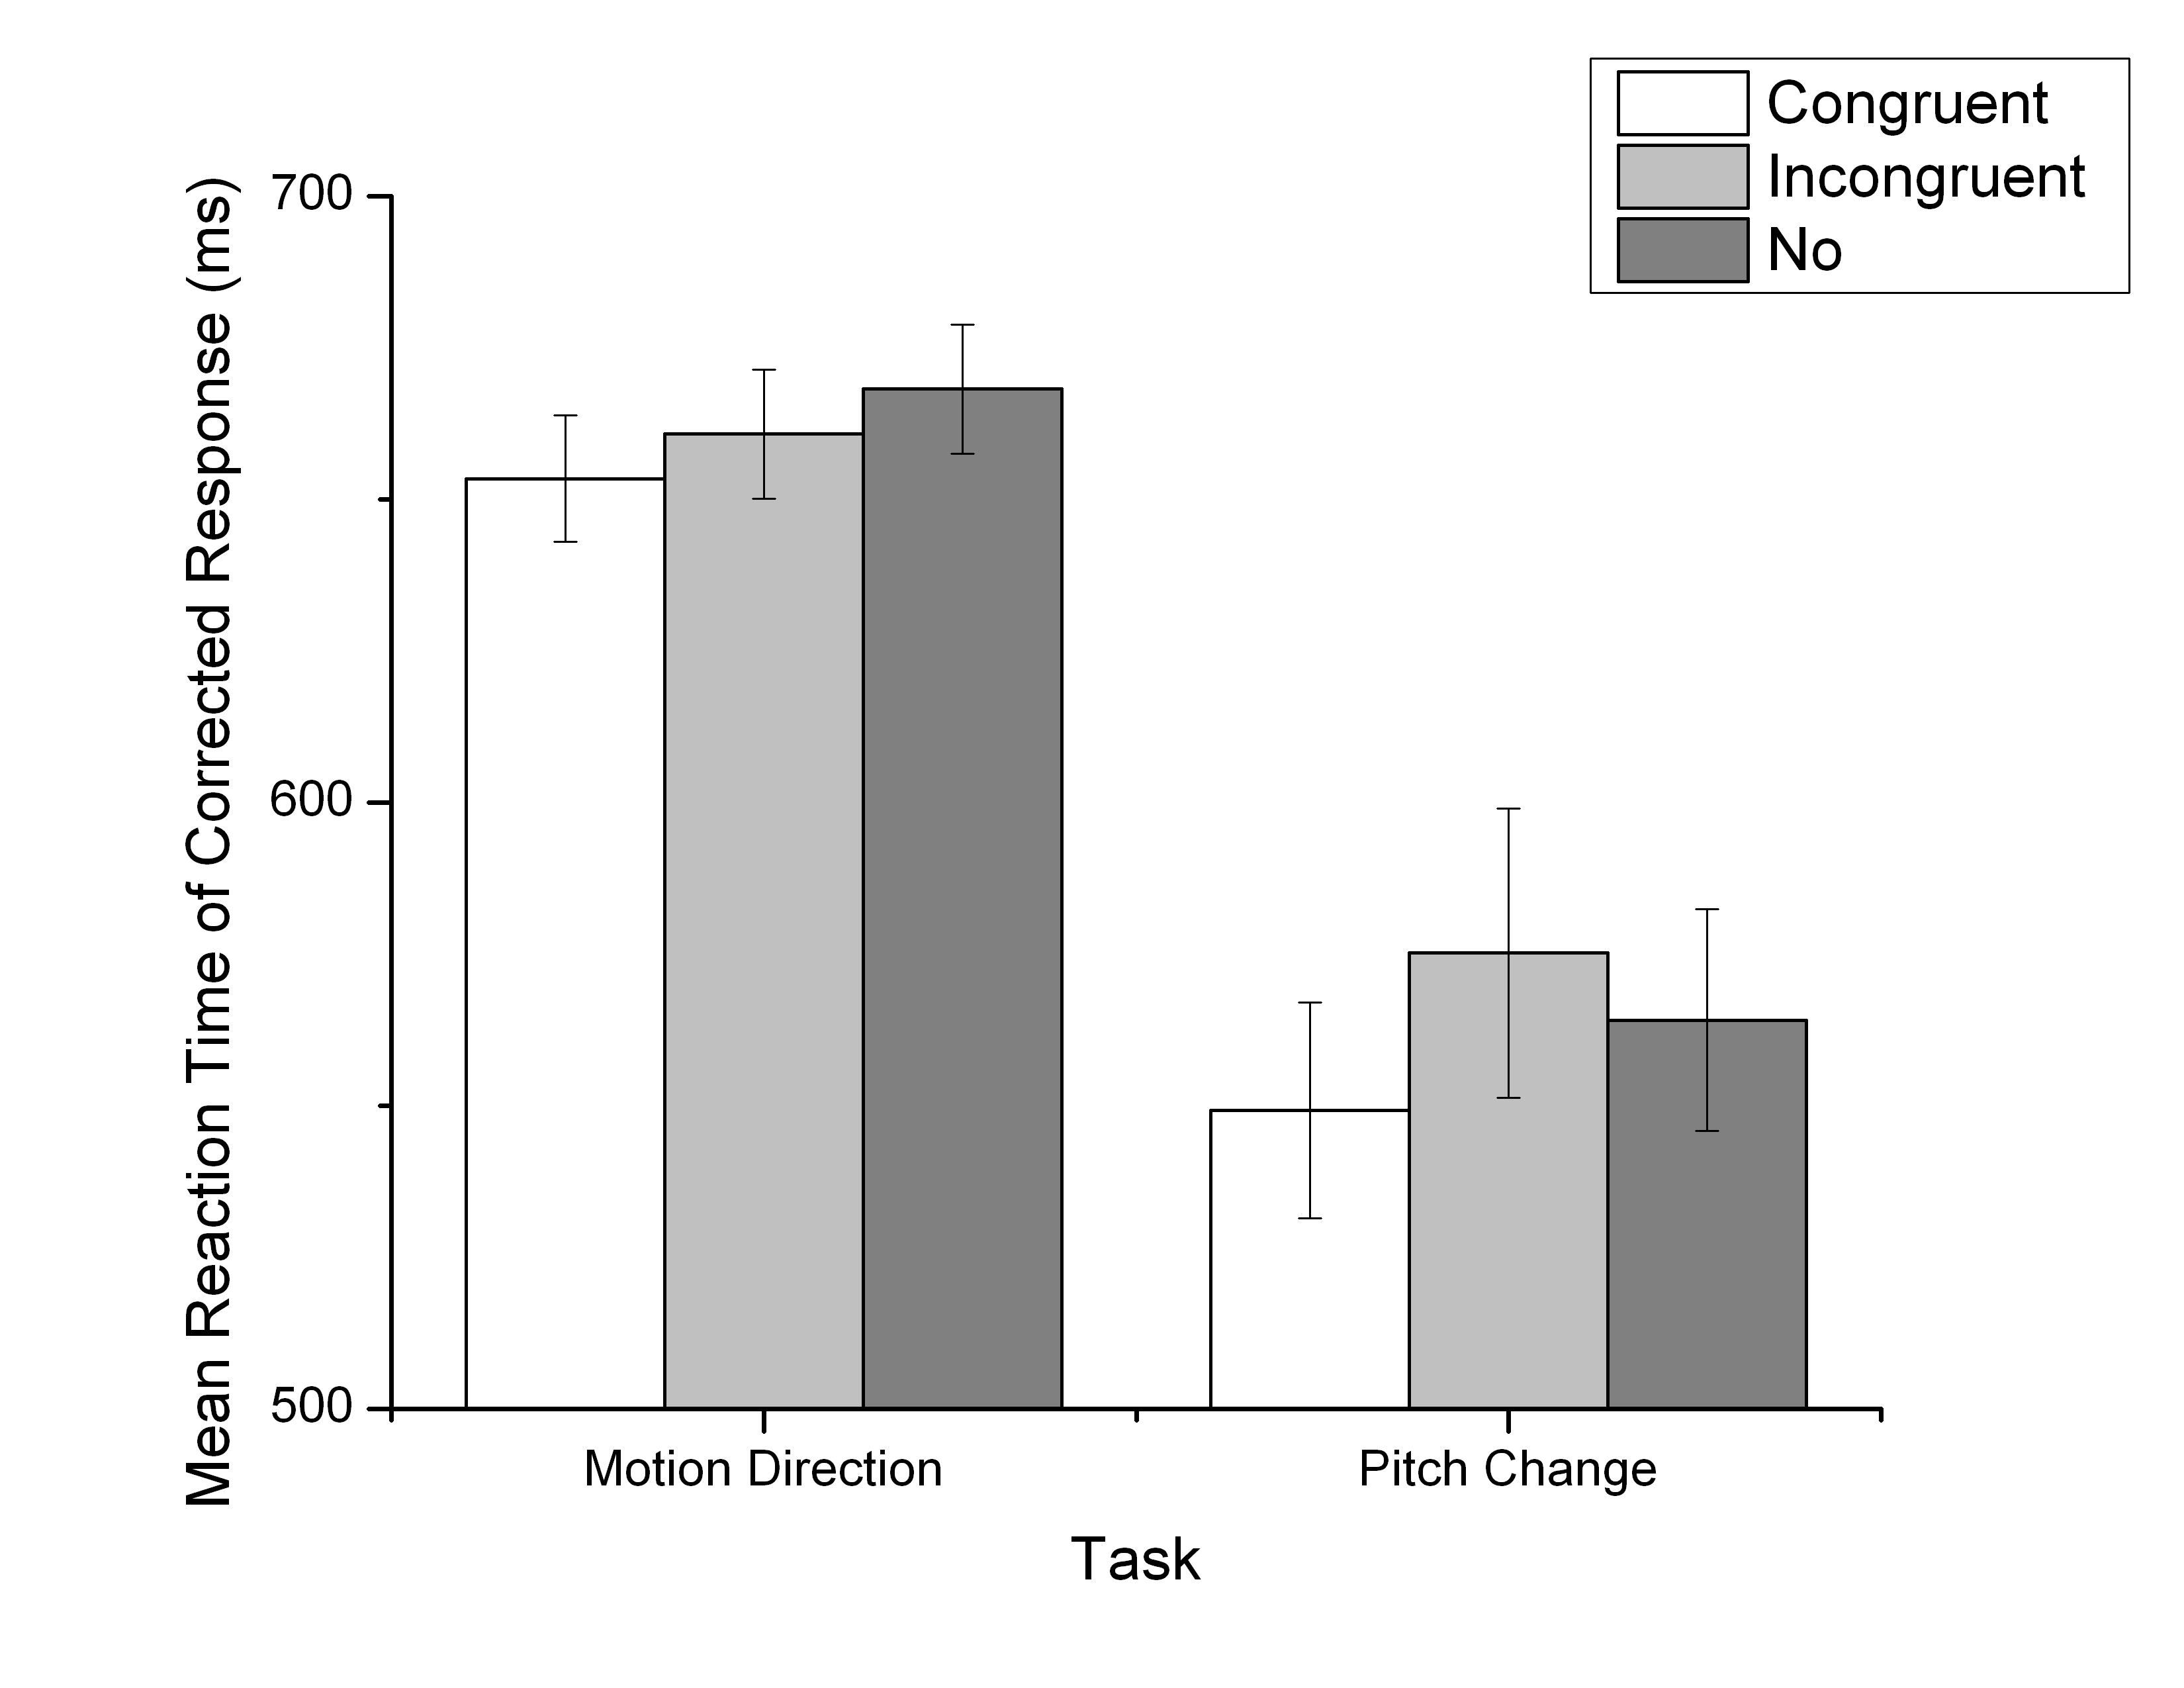 Congruent
Incongruent
No
Mean Reaction Time of Corrected Response (ms)
700
600
500
Motion Direction
Pitch Change
Task